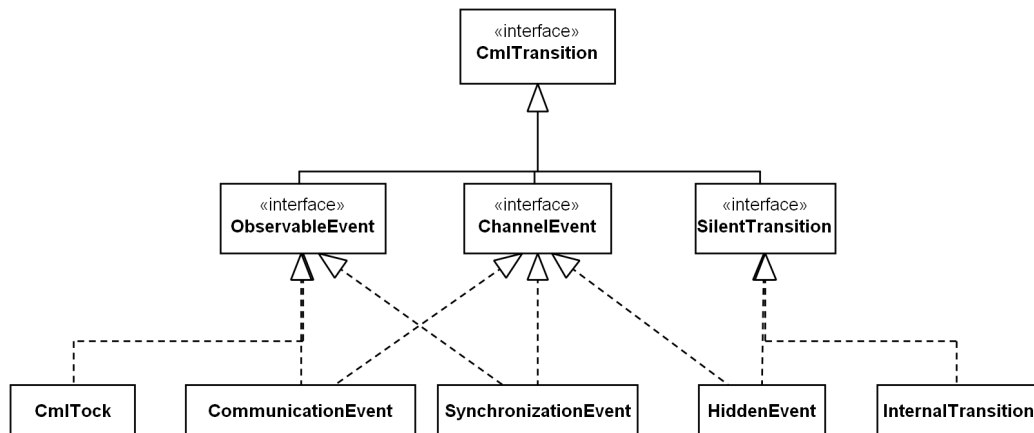 «interface»
CmlTransition
«interface»
ObservableEvent
«interface»
ChannelEvent
«interface»
SilentTransition
CmlTock
CommunicationEvent
SynchronizationEvent
HiddenEvent
InternalTransition